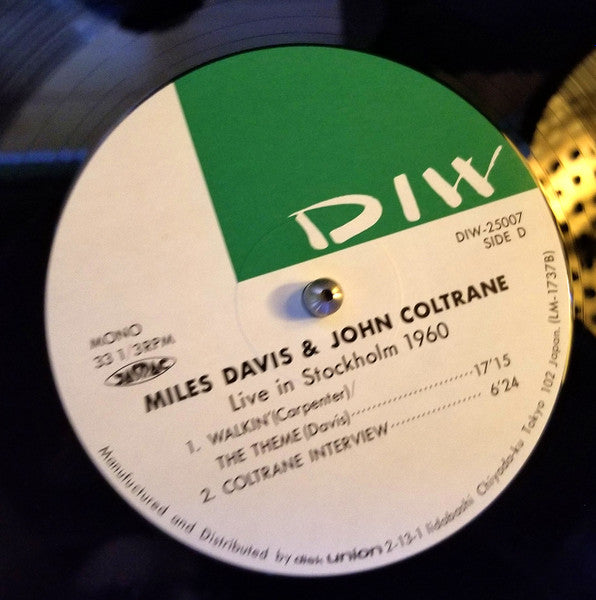 DIW
DIW-25007
SIDE D
MONO
33 1/3RPM
JASRAC
MILES DAVIS & JOHN COLTRANE
Live in Stockholm 1960
1. WALKIN'(Carpenter)/
THE THEME(Davis)··························17'15
2. COLTRANE INTERVIEW ················ 6'24
Manufactured and Distributed by disk union 2-13-1 Iidabashi Chiyoda-ku Tokyo 102 Japan. (LM-1737B)